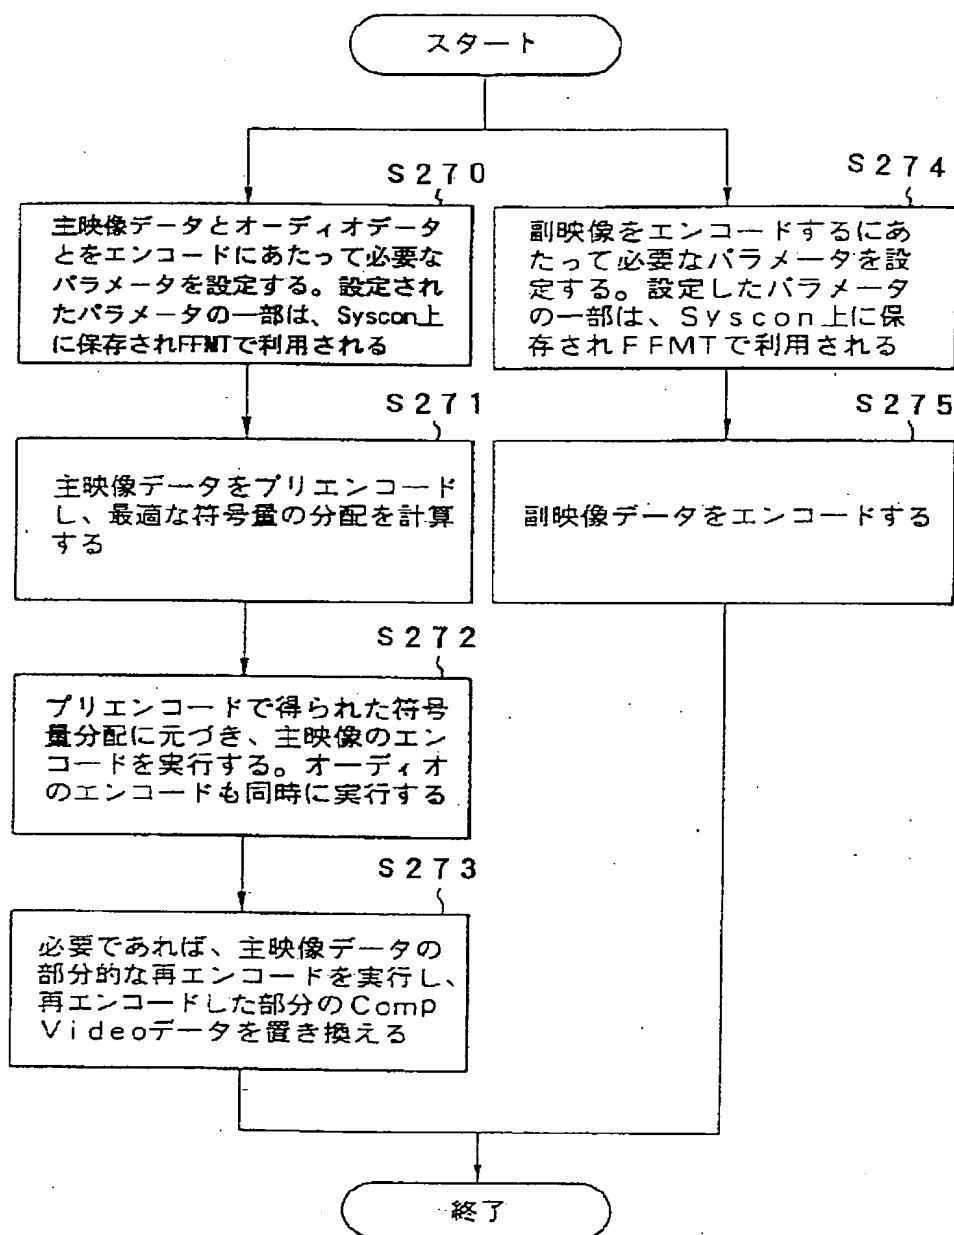 スタート
S270
主映像データとオーディオデータ
とをエンコードにあたって必要な
パラメータを設定する。設定され
たパラメータの一部は、Syscon上
に保存されFFMTで利用される
S271
主映像データをプリエンコード
し、最適な符号量の分配を計算
する
S272
プリエンコードで得られた符号
量分配に元づき、主映像のエン
コードを実行する。オーディオ
のエンコードも同時に実行する
S273
必要であれば、主映像データの
部分的な再エンコードを実行し、
再エンコードした部分のComp
Videoデータを置き換える
S274
副映像をエンコードするにあ
たって必要なパラメータを設
定する。設定したパラメータ
の一部は、Syscon上に保
存されFFMTで利用される
S275
副映像データをエンコードする
終了